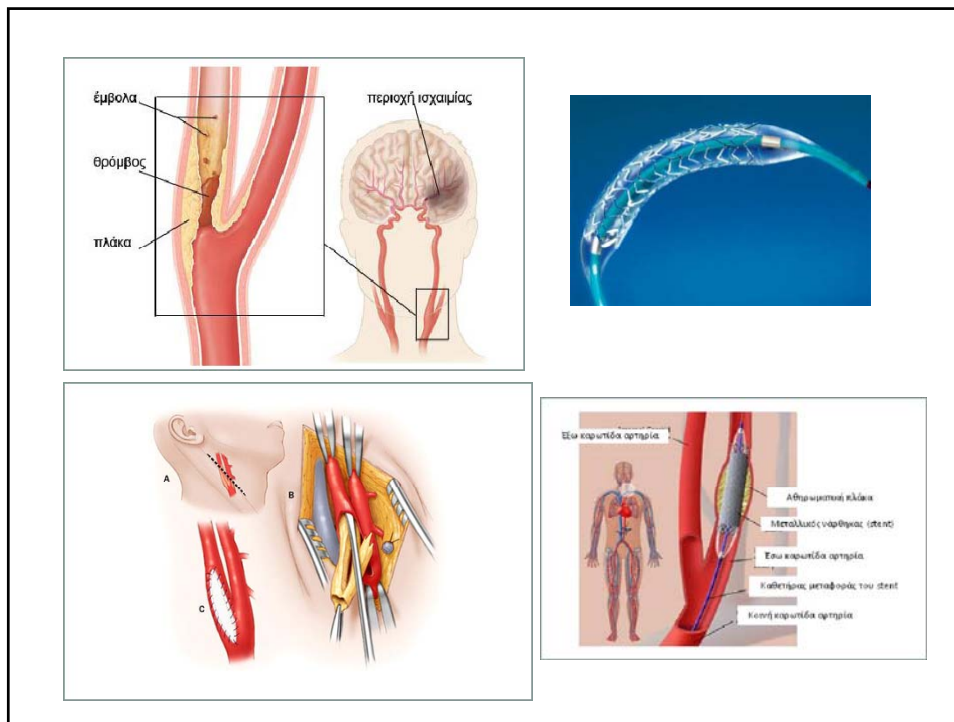 έμβολα
θρόμβος
πλάκα
περιοχή ισχαιμίας
A
B
C
Έξω καρωτίδα αρτηρία
Αθηρωματική πλάκα
Μεταλλικός νάρθηκας (stent)
Έσω καρωτίδα αρτηρία
Καθετήρας μεταφοράς του stent
Κοινή καρωτίδα αρτηρία